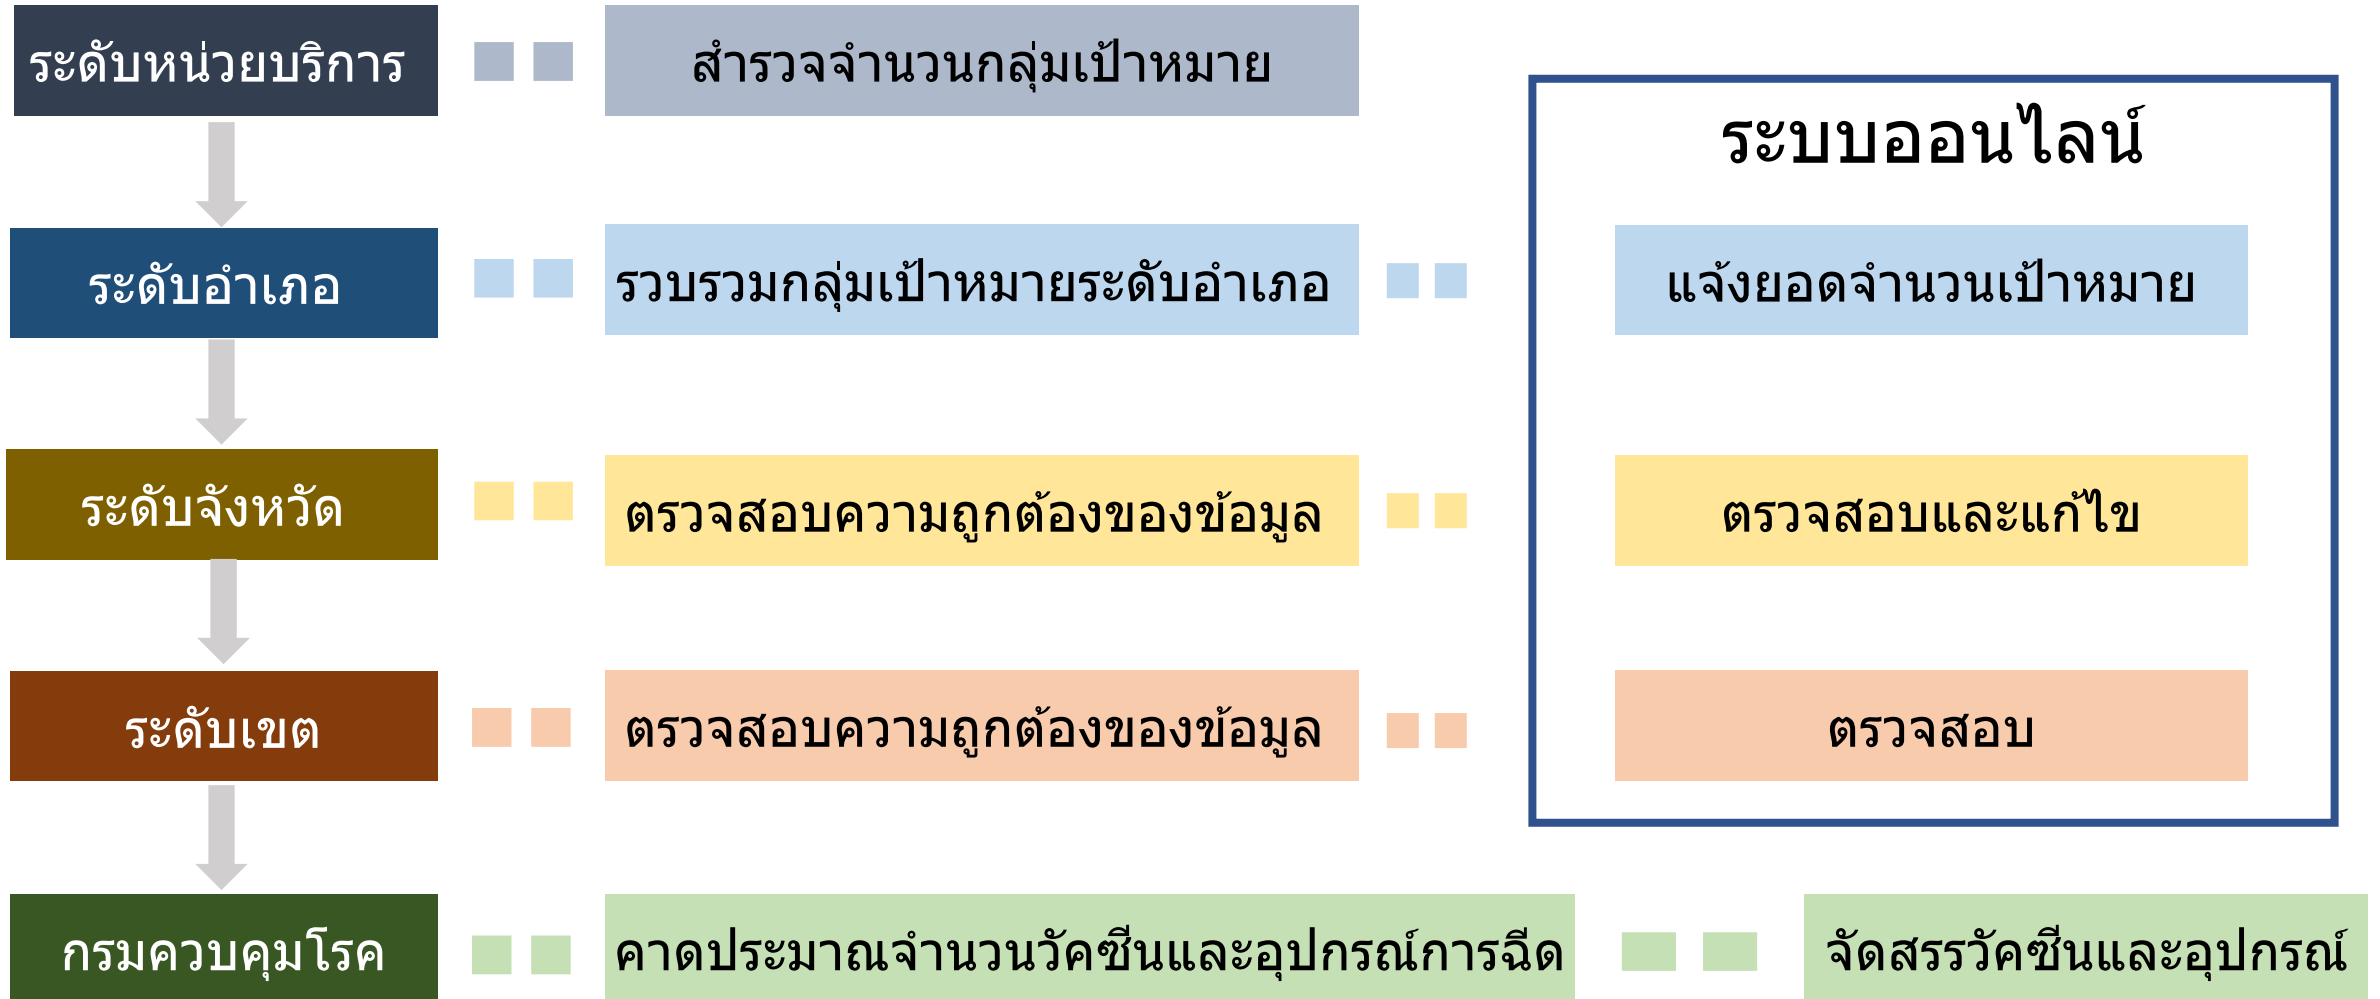 ระดับหน่วยบริการ
สำรวจจำนวนกลุ่มเป้าหมาย
ระบบออนไลน์
ระดับอำเภอ
รวบรวมกลุ่มเป้าหมายระดับอำเภอ
แจ้งยอดจำนวนเป้าหมาย
ระดับจังหวัด
ตรวจสอบความถูกต้องของข้อมูล
ตรวจสอบและแก้ไข
ระดับเขต
ตรวจสอบความถูกต้องของข้อมูล
ตรวจสอบ
กรมควบคุมโรค
คาดประมาณจำนวนวัคซีนและอุปกรณ์การฉีด
จัดสรรวัคซีนและอุปกรณ์